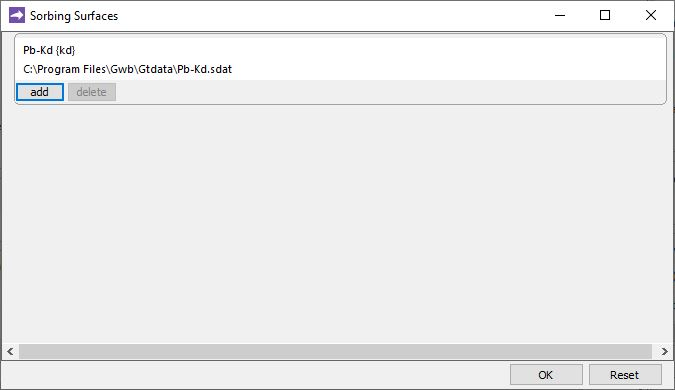 Sorbing Surfaces
Pb-Kd {kd}
C:\Program Files\Gwb\Gtdata\Pb-Kd.sdat
add delete
OK Reset